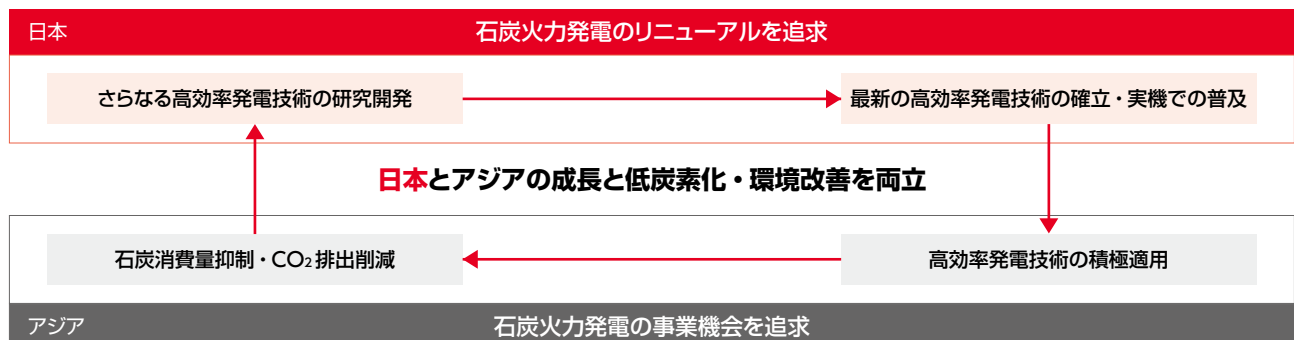 日本
石炭火力発電のリニューアルを追求
さらなる高効率発電技術の研究開発
最新の高効率発電技術の確立・実機での普及
日本とアジアの成長と低炭素化・環境改善を両立
石炭消費量抑制・CO₂排出削減
高効率発電技術の積極適用
アジア
石炭火力発電の事業機会を追求